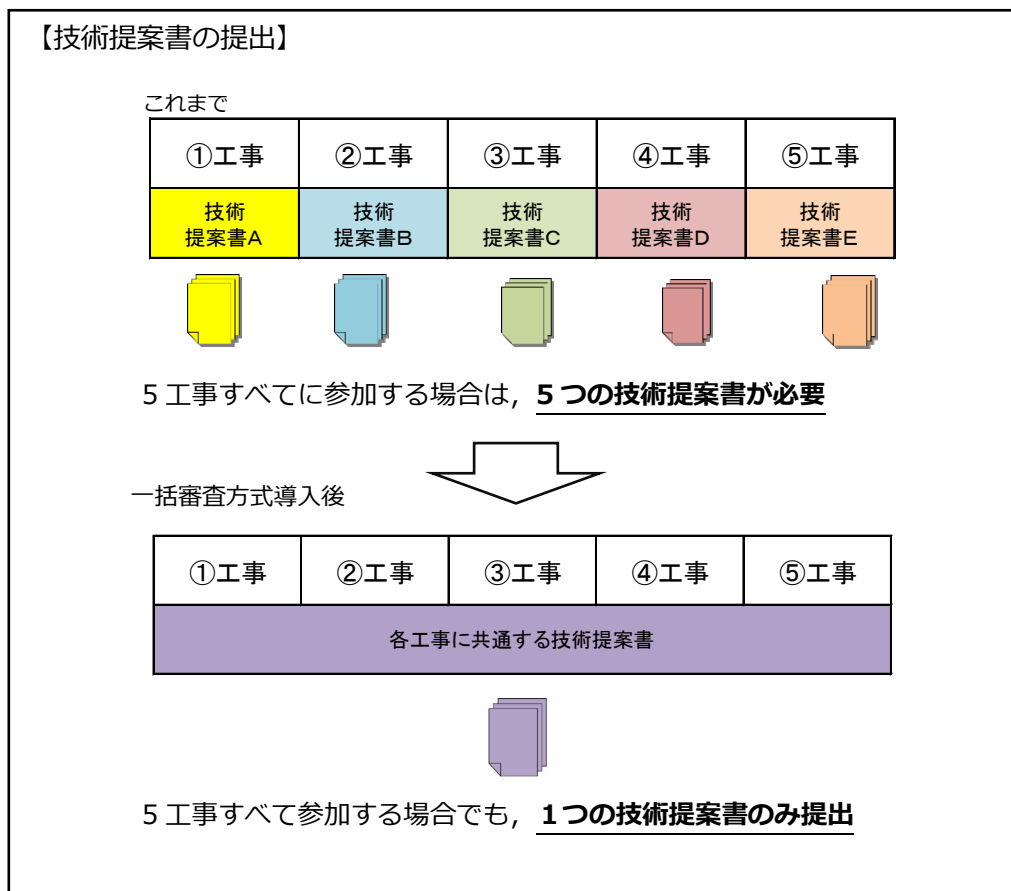 【技術提案書の提出】
これまで
①工事 ②工事 ③工事 ④工事 ⑤工事
技術 技術 技術 技術 技術
提案書A 提案書B 提案書C 提案書D 提案書E
5工事すべてに参加する場合は，5つの技術提案書が必要
一括審査方式導入後
①工事 ②工事 ③工事 ④工事 ⑤工事
各工事に共通する技術提案書
5工事すべて参加する場合でも，1つの技術提案書のみ提出